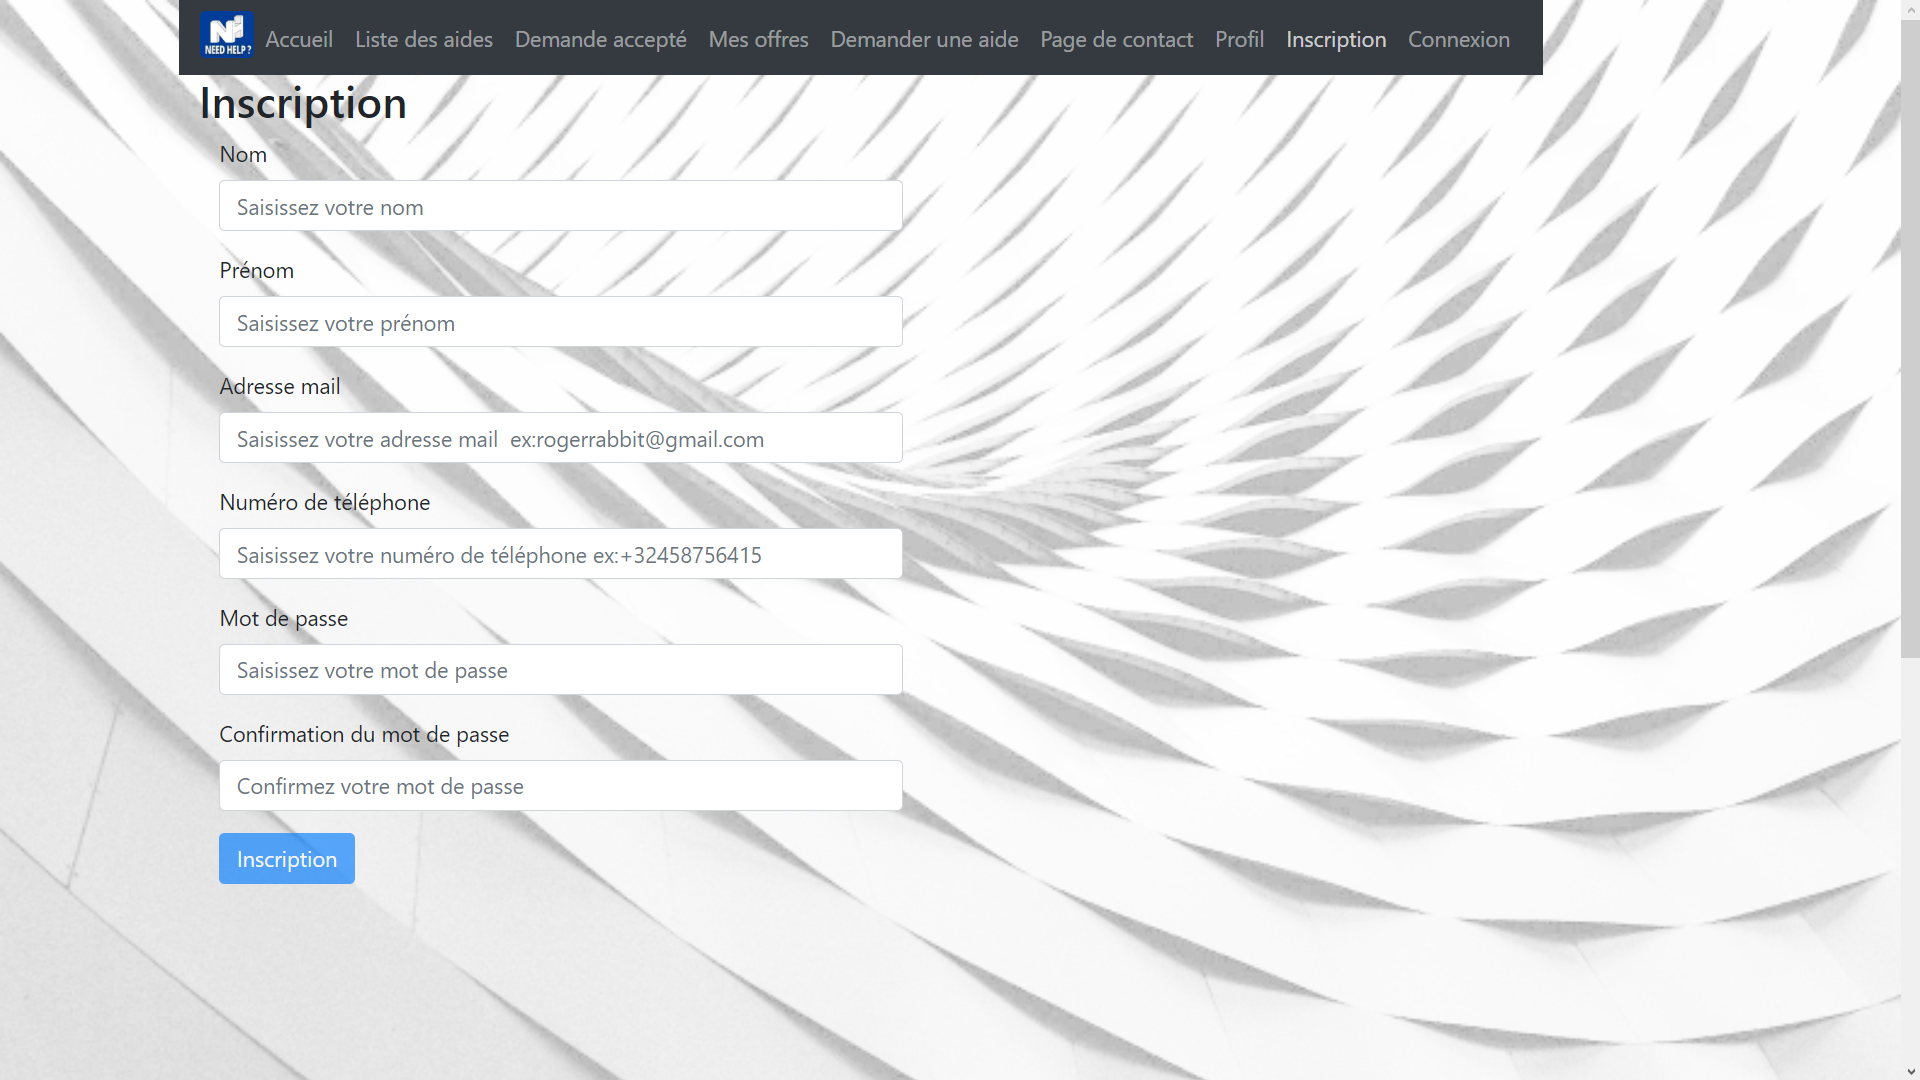 NEED HELP ?
Accueil Liste des aides Demande accepté Mes offres Demander une aide Page de contact Profil Inscription Connexion
Inscription
Nom
Saisissez votre nom
Prénom
Saisissez votre prénom
Adresse mail
Saisissez votre adresse mail  ex:rogerrabbit@gmail.com
Numéro de téléphone
Saisissez votre numéro de téléphone ex:+32458756415
Mot de passe
Saisissez votre mot de passe
Confirmation du mot de passe
Confirmez votre mot de passe
Inscription